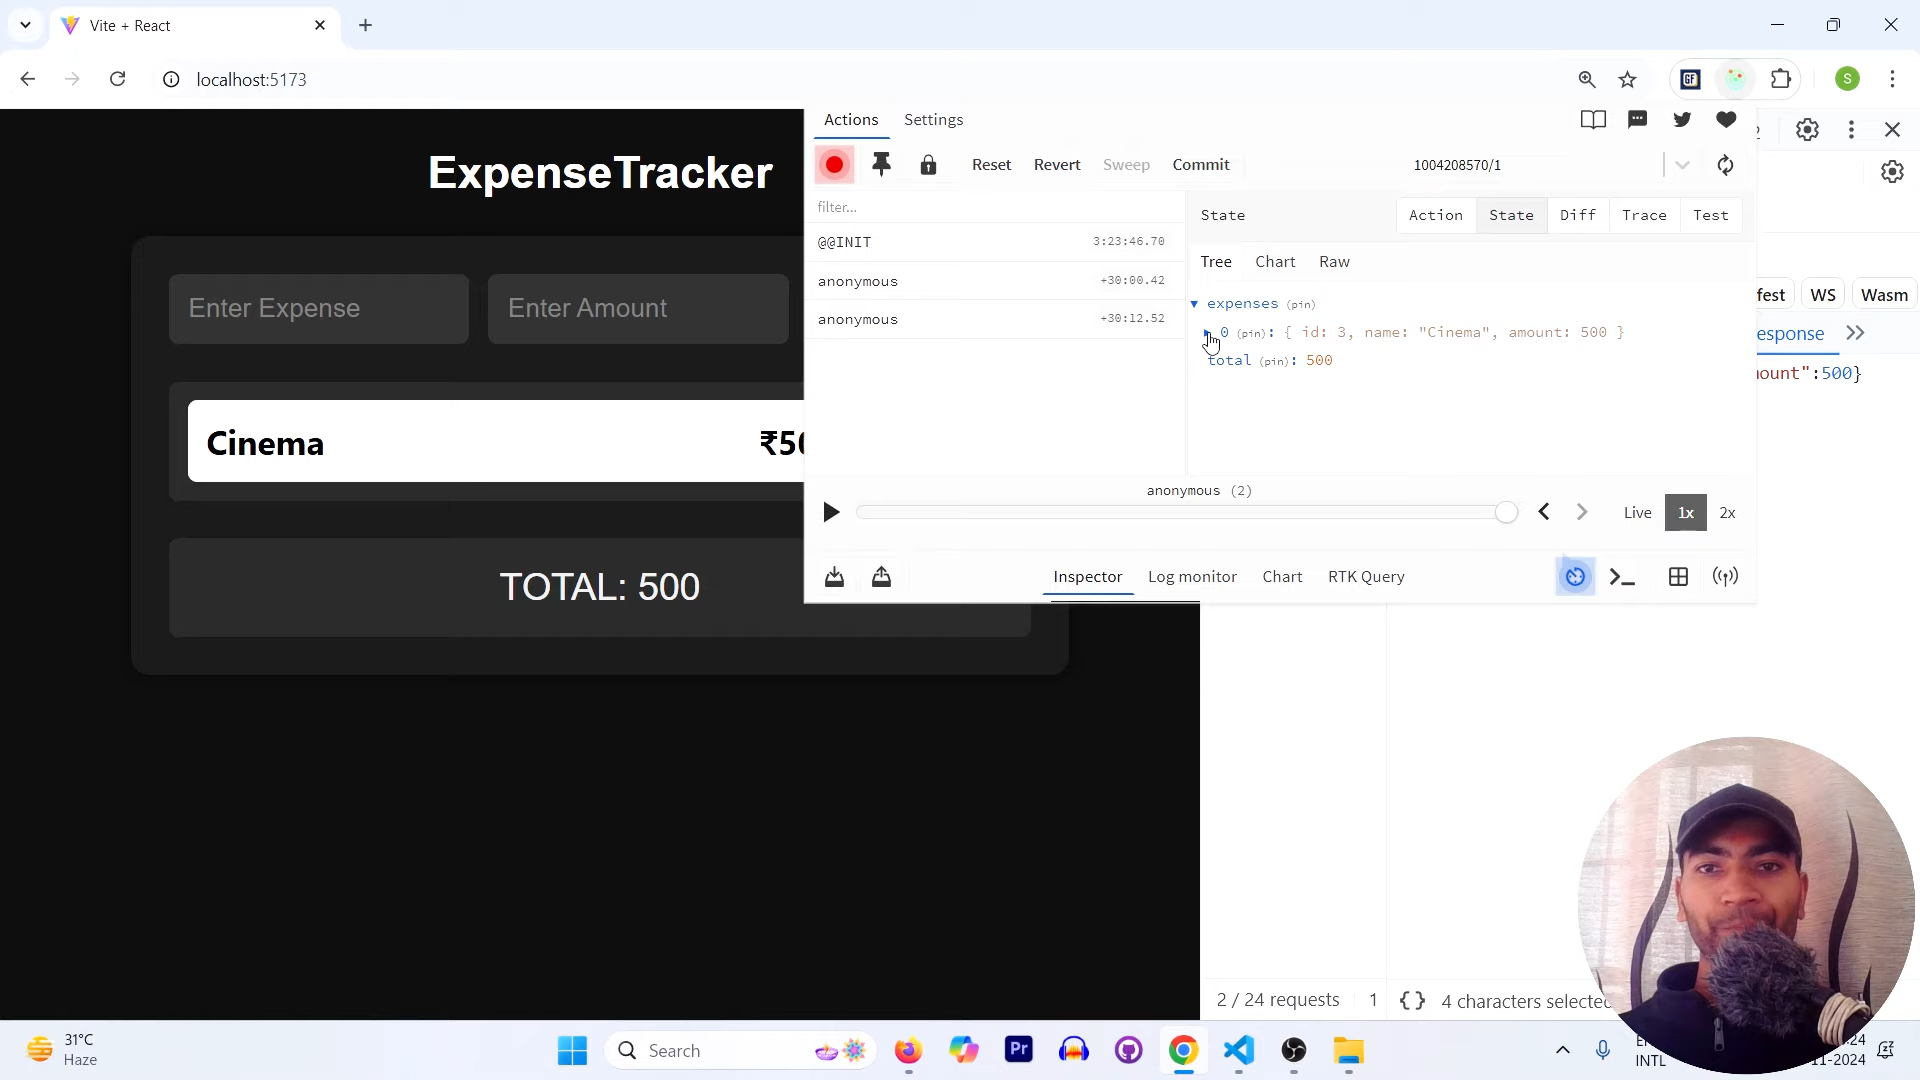 Vite + React
localhost:5173
GF
S
ExpenseTracker
Enter Expense
Enter Amount
Cinema
TOTAL: 500
Actions
Settings
Reset
Revert
Sweep
Commit
1004208570/1
filter...
@@INIT
3:23:46.70
anonymous
+30:00.42
anonymous
+30:12.52
State
Action
State
Diff
Trace
Test
Tree
Chart
Raw
expenses (pin)
0 (pin): { id: 3, name: "Cinema", amount: 500 }
total (pin): 500
anonymous (2)
Live
1x
2x
Inspector
Log monitor
Chart
RTK Query
WS
Wasm
:500}
2 / 24 requests
1
{ } 4 characters
31°C
Haze
Search
Pr
INTL